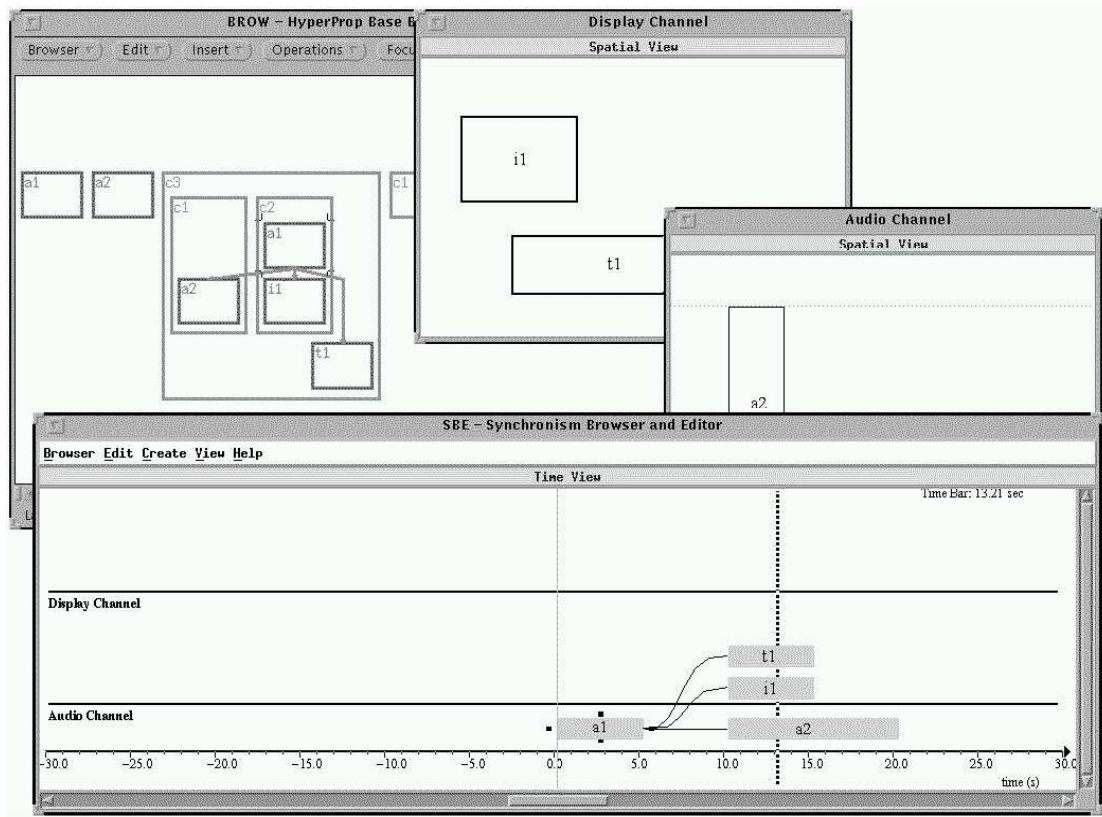 BROW – HyperProp Base B
Browser Edit Insert Operations Focu
a1 a2 c3 c1
c1 c2
a1
a2 i1
t1
Display Channel
Spatial View
i1
t1
Audio Channel
Spatial View
a2
SBE – Synchronism Browser and Editor
Browser Edit Create View Help
Time View
Time Bar: 13.21 sec
Display Channel
t1
i1
Audio Channel
a1 a2
-30.0 -25.0 -20.0 -15.0 -10.0 -5.0 0.0 5.0 10.0 15.0 20.0 25.0 30.0
time (s)